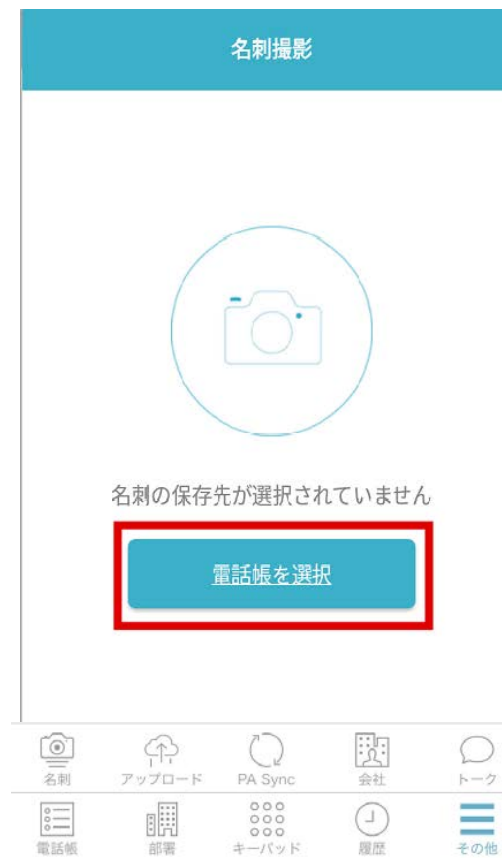 名刺撮影
名刺の保存先が選択されていません
電話帳を選択
名刺 アップロード PA Sync 会社 トーク
電話帳 部署 キーパッド 履歴 その他